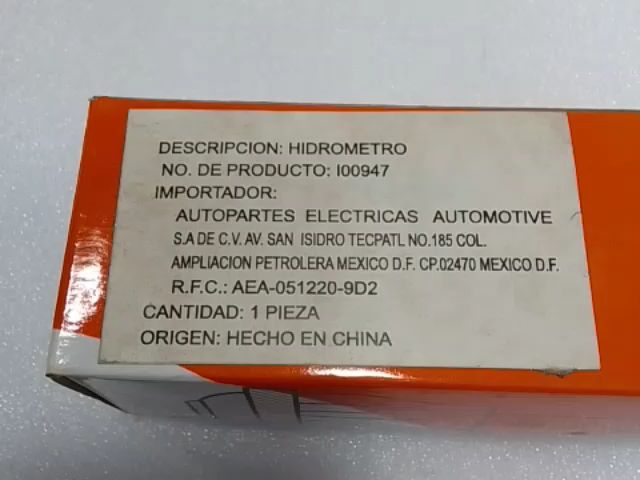 DESCRIPCION: HIDROMETRO
NO. DE PRODUCTO: I00947
IMPORTADOR:
AUTOPARTES ELECTRICAS AUTOMOTIVE
S.A DE C.V. AV. SAN ISIDRO TECPATL NO.185 COL.
AMPLIACION PETROLERA MEXICO D.F. CP.02470 MEXICO D.F.
R.F.C.: AEA-051220-9D2
CANTIDAD: 1 PIEZA
ORIGEN: HECHO EN CHINA